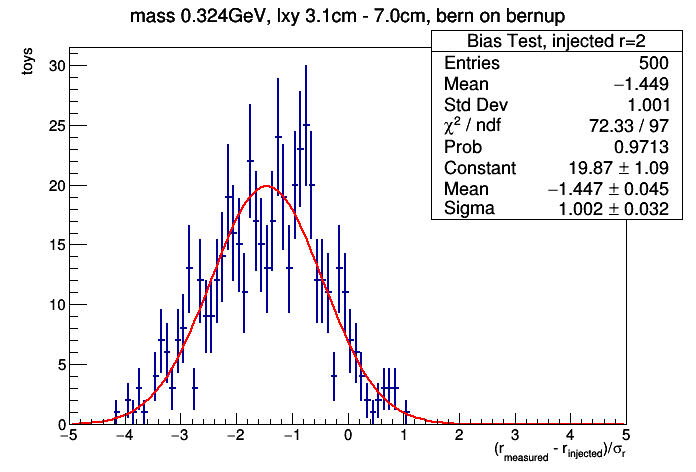 mass 0.324GeV, lxy 3.1cm - 7.0cm, bern on bernup
Bias Test, injected r=2
Entries 500
Mean −1.449
Std Dev 1.001
χ² / ndf 72.33 / 97
Prob 0.9713
Constant 19.87 ± 1.09
Mean −1.447 ± 0.045
Sigma 1.002 ± 0.032
toys
30
25
20
15
10
5
0
−5 −4 −3 −2 −1 0 1 2 3 4 5
(r_measured - r_injected)/σ_r